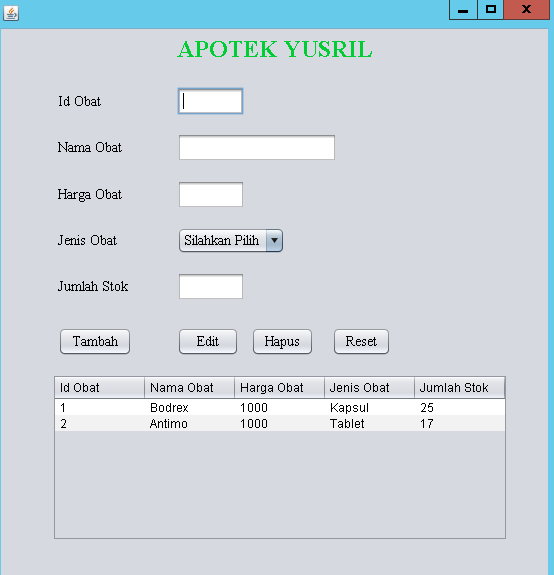 APOTEK YUSRIL
Id Obat
Nama Obat
Harga Obat
Jenis Obat Silahkan Pilih
Jumlah Stok
Tambah Edit Hapus Reset
Id Obat Nama Obat Harga Obat Jenis Obat Jumlah Stok
1 Bodrex 1000 Kapsul 25
2 Antimo 1000 Tablet 17